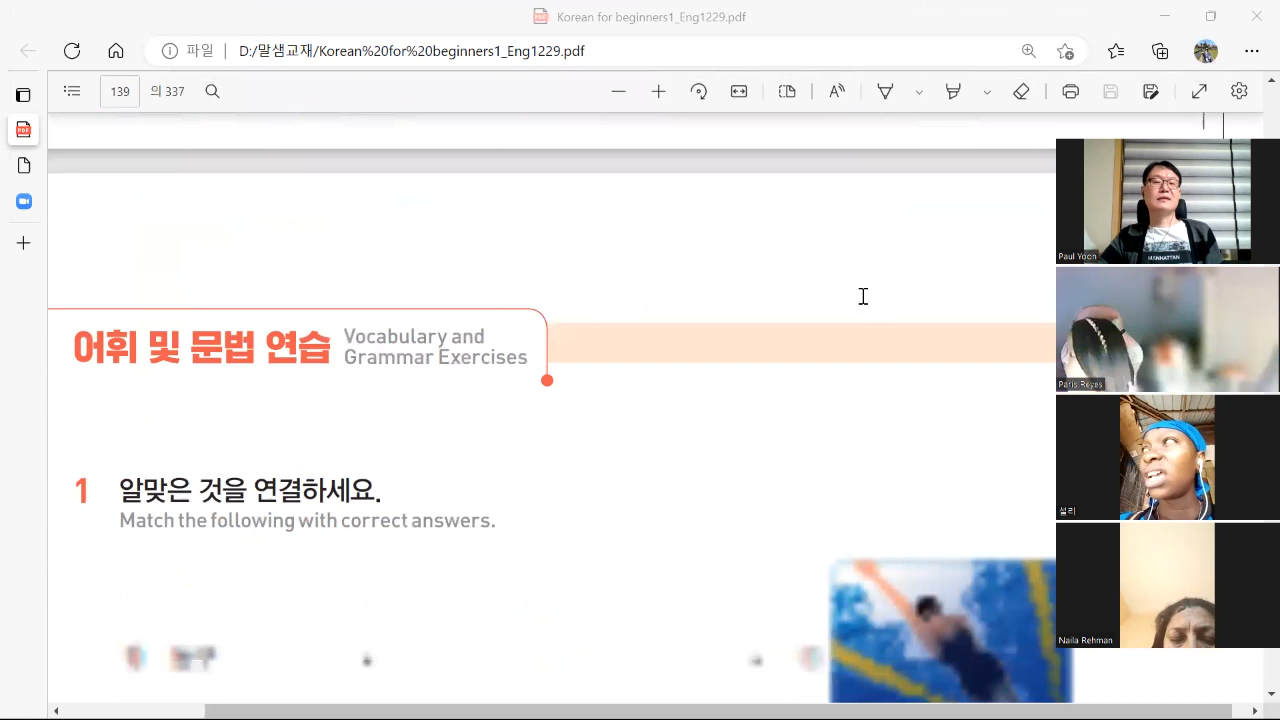 Korean for beginners1_Eng1229.pdf
파일
D:/말샘교재/Korean%20for%20beginners1_Eng1229.pdf
139 의 337
어휘 및 문법 연습
Vocabulary and
Grammar Exercises
1 알맞은 것을 연결하세요.
Match the following with correct answers.
Paul Yoon
MANHATTAN
Paris Reyes
설리
Naila Rehman